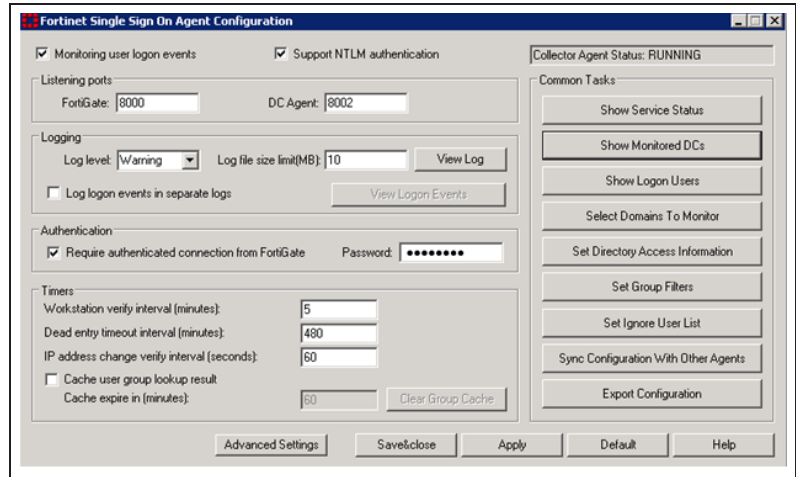 Fortinet Single Sign On Agent Configuration
Monitoring user logon events
Support NTLM authentication
Collector Agent Status: RUNNING
Listening ports
FortiGate: 8000
DC Agent: 8002
Logging
Log level: Warning
Log file size limit(MB): 10
View Log
Log logon events in separate logs
View Logon Events
Authentication
Require authenticated connection from FortiGate
Password: ••••••••
Timers
Workstation verify interval (minutes): 5
Dead entry timeout interval (minutes): 480
IP address change verify interval (seconds): 60
Cache user group lookup result
Cache expire in (minutes): 60
Clear Group Cache
Common Tasks
Show Service Status
Show Monitored DCs
Show Logon Users
Select Domains To Monitor
Set Directory Access Information
Set Group Filters
Set Ignore User List
Sync Configuration With Other Agents
Export Configuration
Advanced Settings
Save&close
Apply
Default
Help